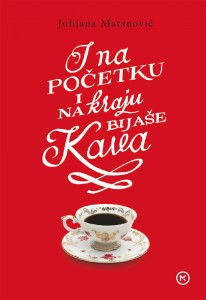 Julijana Matanović
I na
POČETKU
I
NA kraju
BIJAŠE
Kava